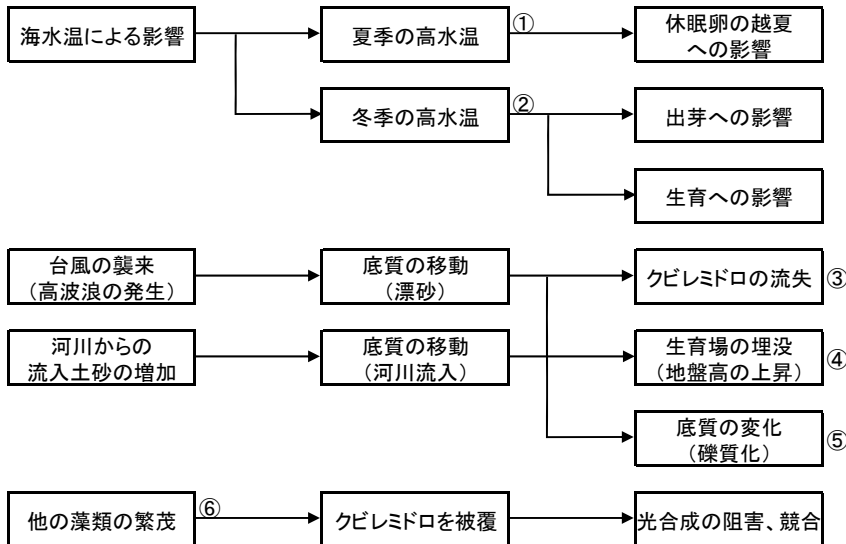 海水温による影響
夏季の高水温
①
休眠卵の越夏
への影響
冬季の高水温
②
出芽への影響
生育への影響
台風の襲来
（高波浪の発生）
底質の移動
（漂砂）
クビレミドロの流失
③
河川からの
流入土砂の増加
底質の移動
（河川流入）
生育場の埋没
（地盤高の上昇）
④
底質の変化
（礫質化）
⑤
他の藻類の繁茂
⑥
クビレミドロを被覆
光合成の阻害、競合